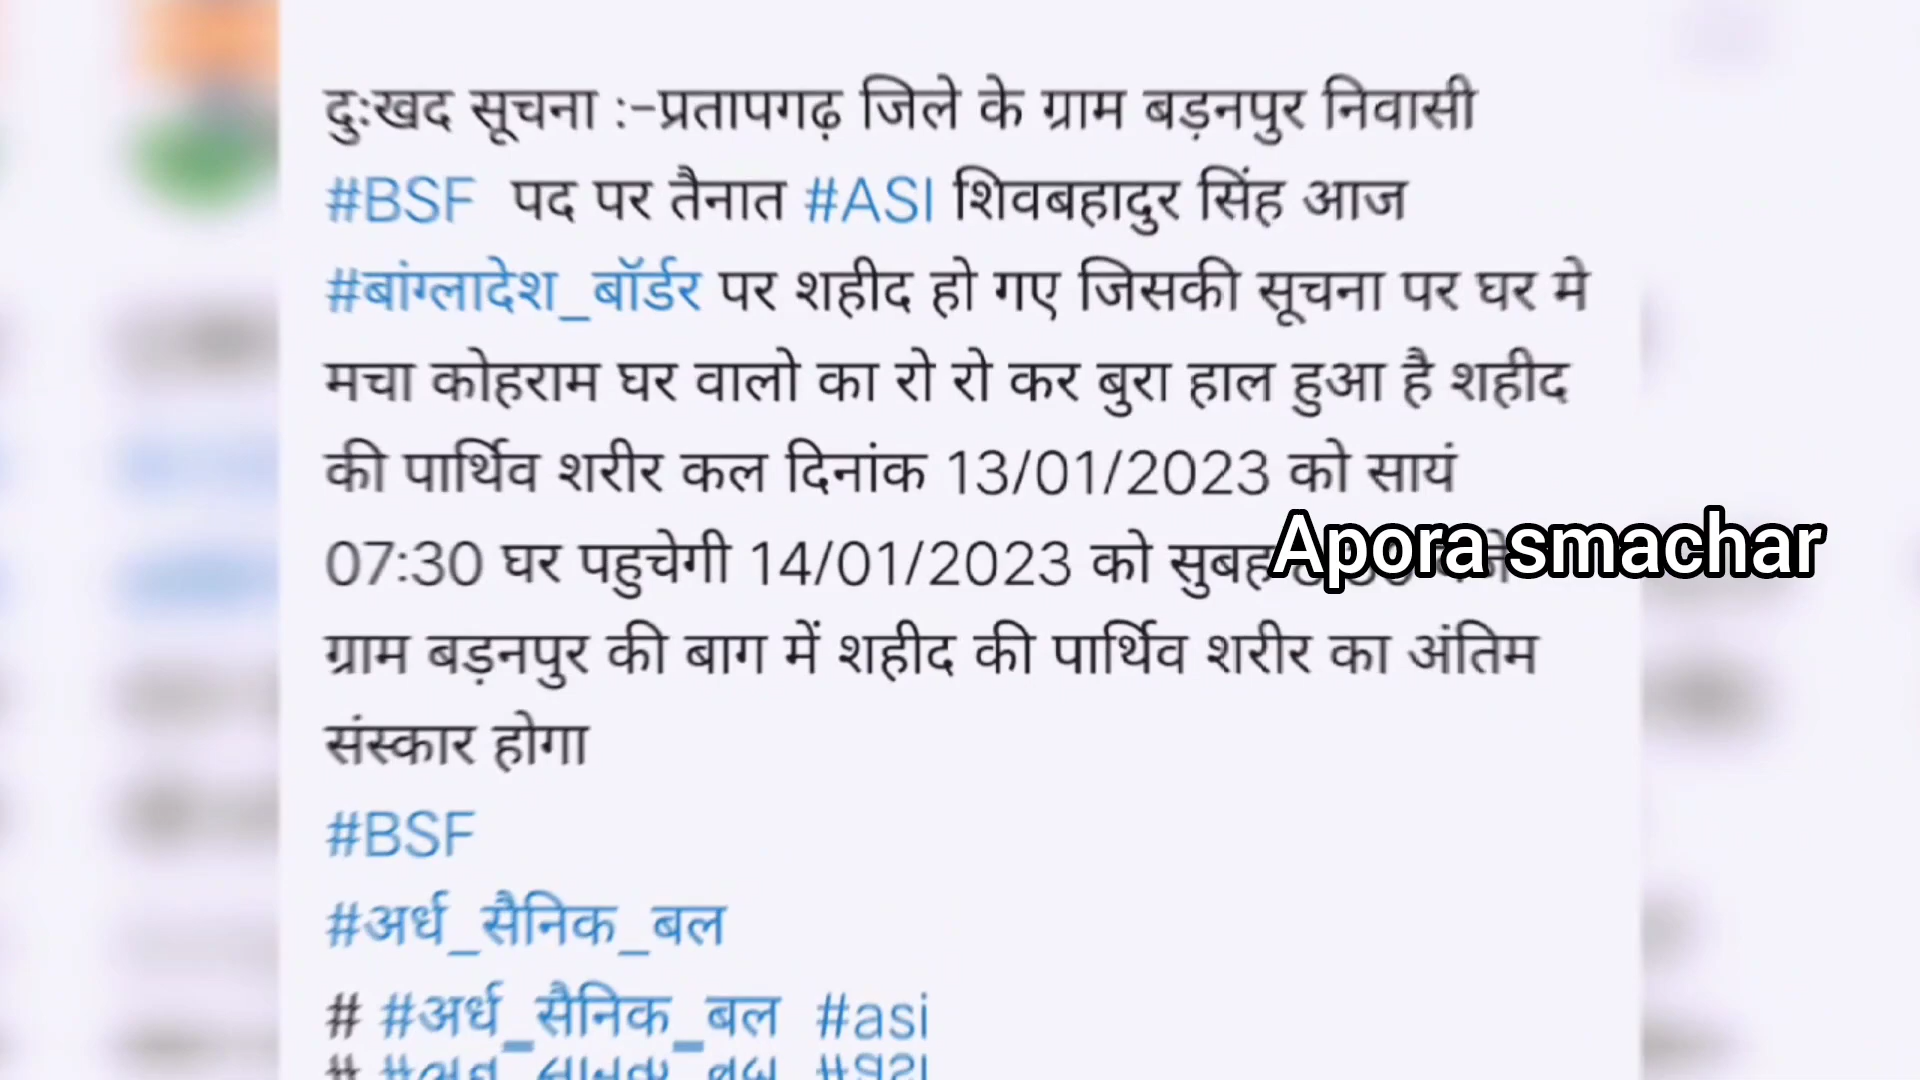 दुःखद सूचना :-प्रतापगढ़ जिले के ग्राम बड़नपुर निवासी
#BSF पद पर तैनात #ASI शिवबहादुर सिंह आज
#बांग्लादेश_बॉर्डर पर शहीद हो गए जिसकी सूचना पर घर मे
मचा कोहराम घर वालो का रो रो कर बुरा हाल हुआ है शहीद
की पार्थिव शरीर कल दिनांक 13/01/2023 को सायं
07:30 घर पहुचेगी 14/01/2023 को सुबह
Apora smachar
ग्राम बड़नपुर की बाग में शहीद की पार्थिव शरीर का अंतिम
संस्कार होगा
#BSF
#अर्ध_सैनिक_बल
# #अर्ध_सैनिक_बल #asi